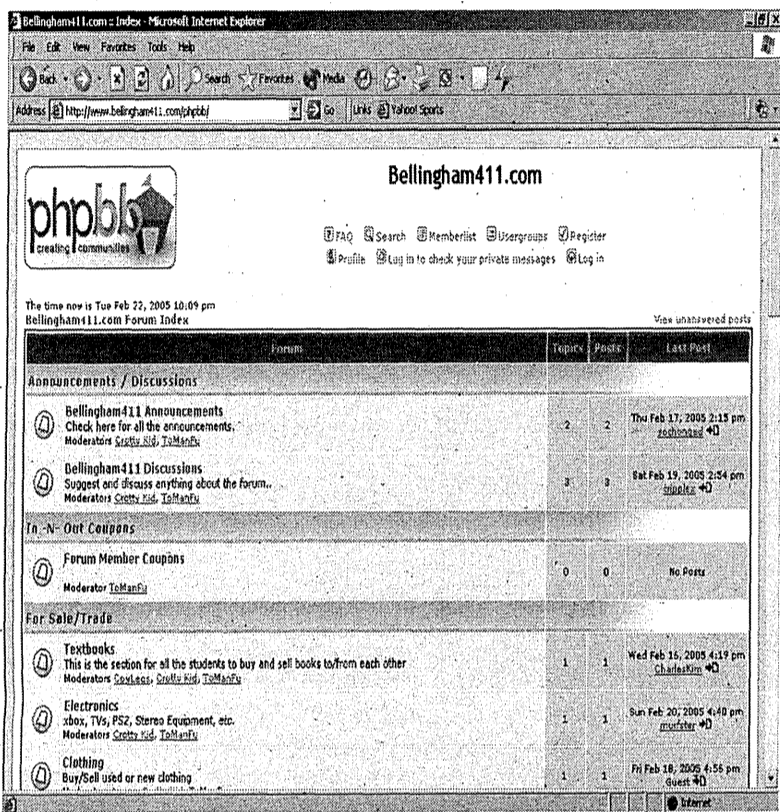 Bellingham411.com :: Index - Microsoft Internet Explorer
File Edit View Favorites Tools Help
Back Search Favorites Media
Address http://www.bellingham411.com/phpbb/ Go Links Yahoo! Sports
phpbb
creating communities
Bellingham411.com
FAQ Search Memberlist Usergroups Register
Profile Log in to check your private messages Log in
The time now is Tue Feb 22, 2005 10:09 pm
Bellingham411.com Forum Index
View unanswered posts
Forum Topics Posts Last Post
Announcements / Discussions
Bellingham411 Announcements
Check here for all the announcements.
Moderators Crotty Kid, ToManFu
2 2 Thu Feb 17, 2005 2:15 pm
Bellingham411 Discussions
Suggest and discuss anything about the forum..
Moderators Crotty Kid, ToManFu
3 3 Sat Feb 19, 2005 2:54 pm
tripplex
In -N- Out Coupons
Forum Member Coupons
Moderator ToManFu
0 0 No Posts
For Sale/Trade
Textbooks
This is the section for all the students to buy and sell books to/from each other
Moderators CowLegs, Crotty Kid, ToManFu
1 1 Wed Feb 16, 2005 4:19 pm
CharlesKim
Electronics
xbox, TVs, PS2, Stereo Equipment, etc.
Moderators Crotty Kid, ToManFu
1 1 Sun Feb 20, 2005 4:40 pm
murfster
Clothing
Buy/Sell used or new clothing
1 1 Fri Feb 18, 2005 4:56 pm
Guest
Internet